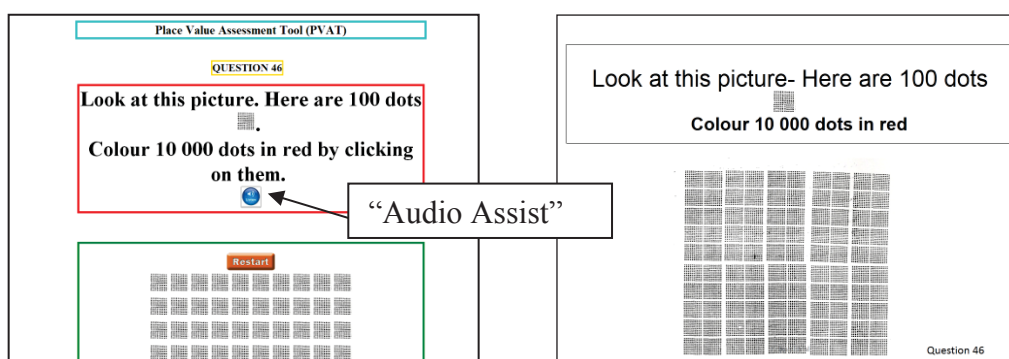 Place Value Assessment Tool (PVAT)
QUESTION 46
Look at this picture. Here are 100 dots
.
Colour 10 000 dots in red by clicking
on them.
"Audio Assist"
Restart
Look at this picture- Here are 100 dots
Colour 10 000 dots in red
Question 46